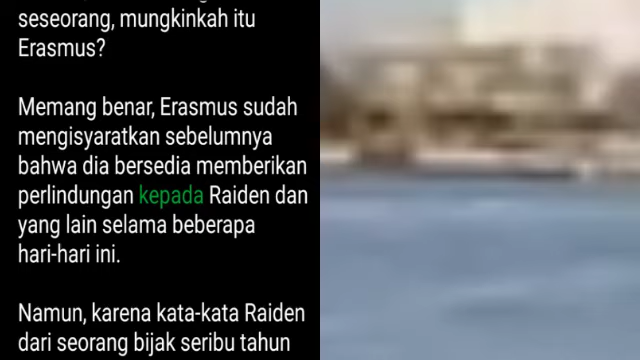 seseorang, mungkinkah itu
Erasmus?
Memang benar, Erasmus sudah
mengisyaratkan sebelumnya
bahwa dia bersedia memberikan
perlindungan kepada Raiden dan
yang lain selama beberapa
hari-hari ini.
Namun, karena kata-kata Raiden
dari seorang bijak seribu tahun